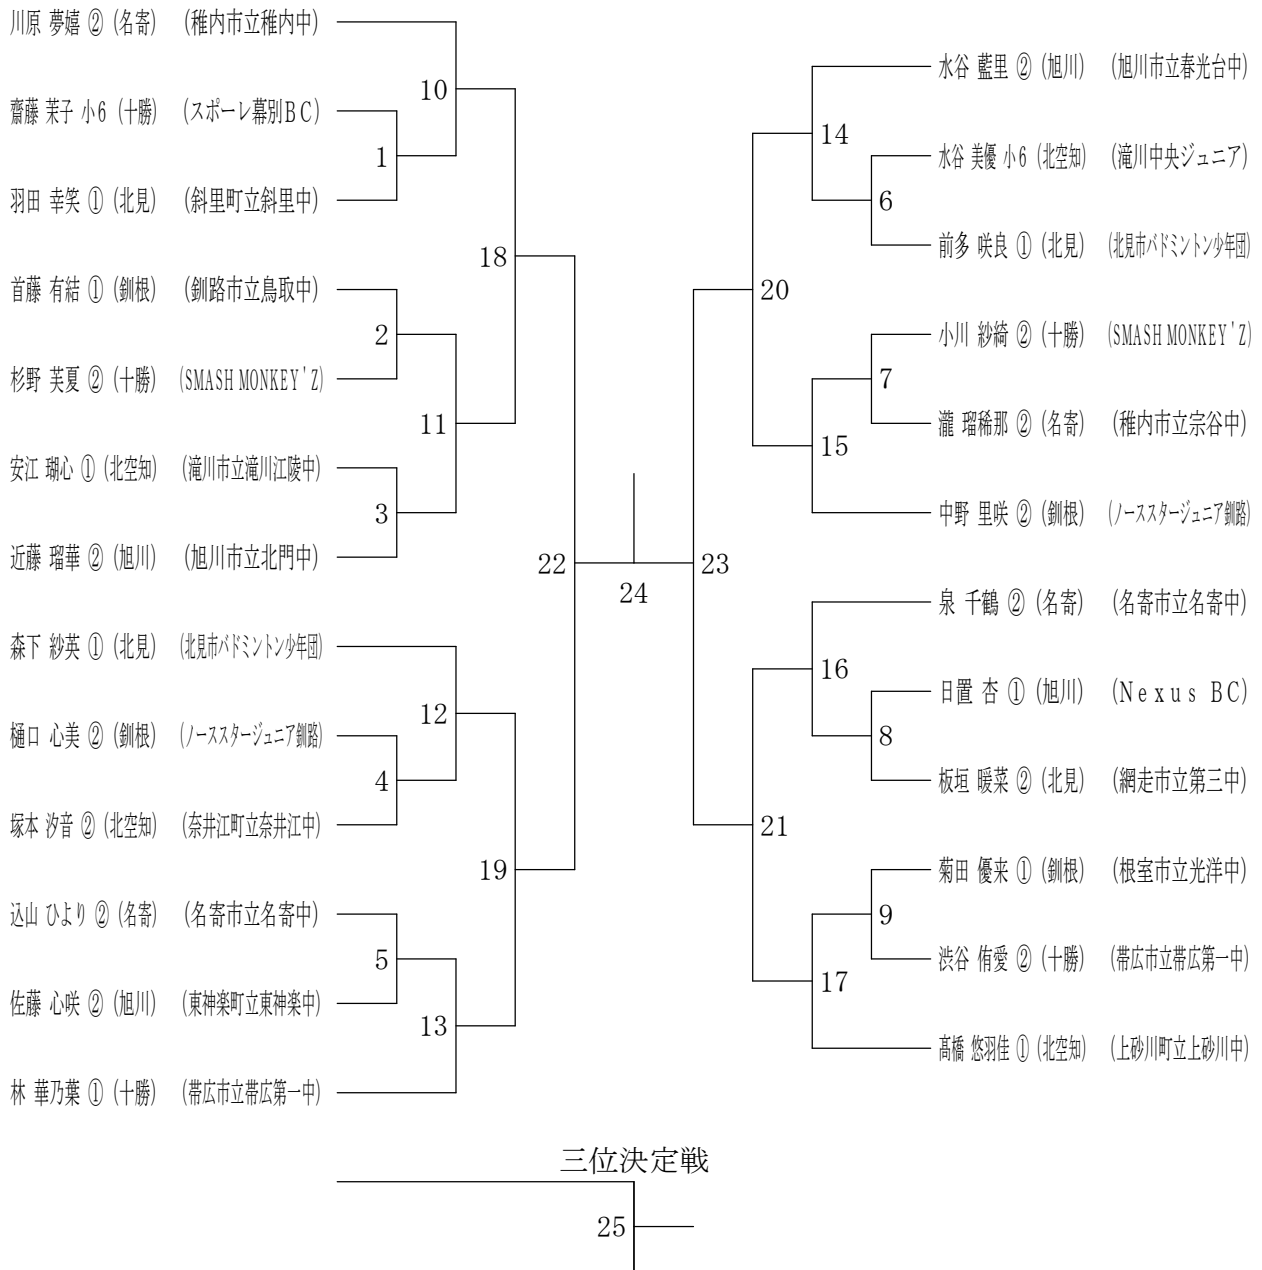 川原 夢嬉 ② (名寄) (稚内市立稚内中)
齋藤 茉子 小6 (十勝) (スポーレ幕別BC)
羽田 幸笑 ① (北見) (斜里町立斜里中)
首藤 有結 ① (釧根) (釧路市立鳥取中)
杉野 芙夏 ② (十勝) (SMASH MONKEY'Z)
安江 瑚心 ① (北空知) (滝川市立滝川江陵中)
近藤 瑠華 ② (旭川) (旭川市立北門中)
森下 紗英 ① (北見) (北見市バドミントン少年団)
樋口 心美 ② (釧根) (ノーススタージュニア釧路)
塚本 汐音 ② (北空知) (奈井江町立奈井江中)
込山 ひより ② (名寄) (名寄市立名寄中)
佐藤 心咲 ② (旭川) (東神楽町立東神楽中)
林 華乃葉 ① (十勝) (帯広市立帯広第一中)
1
2
3
4
5
10
11
12
13
18
19
22
24
23
20
21
14
15
16
17
6
7
8
9
水谷 藍里 ② (旭川) (旭川市立春光台中)
水谷 美優 小6 (北空知) (滝川中央ジュニア)
前多 咲良 ① (北見) (北見市バドミントン少年団)
小川 紗綺 ② (十勝) (SMASH MONKEY'Z)
瀧 瑠稀那 ② (名寄) (稚内市立宗谷中)
中野 里咲 ② (釧根) (ノーススタージュニア釧路)
泉 千鶴 ② (名寄) (名寄市立名寄中)
日置 杏 ① (旭川) (Nexus BC)
板垣 暖菜 ② (北見) (網走市立第三中)
菊田 優来 ① (釧根) (根室市立光洋中)
渋谷 侑愛 ② (十勝) (帯広市立帯広第一中)
髙橋 悠羽佳 ① (北空知) (上砂川町立上砂川中)
三位決定戦
25